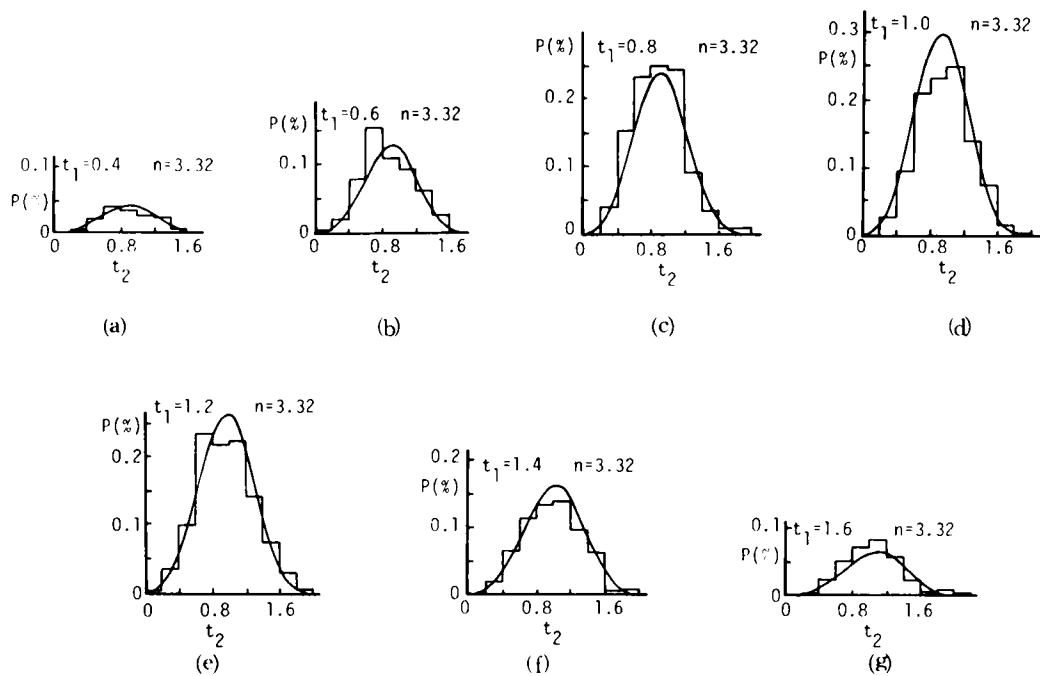 0.1 t1=0.4 n=3.32
P(%)
0
0 0.8 1.6
t2
(a)
P(%) t1=0.6 n=3.32
0.1
0
0 0.8 1.6
t2
(b)
P(%) t1=0.8 n=3.32
0.2
0.1
0
0 0.8 1.6
t2
(c)
0.3 t1=1.0 n=3.32
P(%)
0.2
0.1
0
0 0.8 1.6
t2
(d)
t1=1.2 n=3.32
P(%)
0.2
0.1
0
0 0.8 1.6
t2
(e)
0.2 t1=1.4 n=3.32
P(%)
0.1
0
0 0.8 1.6
t2
(f)
0.1 t1=1.6 n=3.32
P(%)
0
0 0.8 1.6
t2
(g)